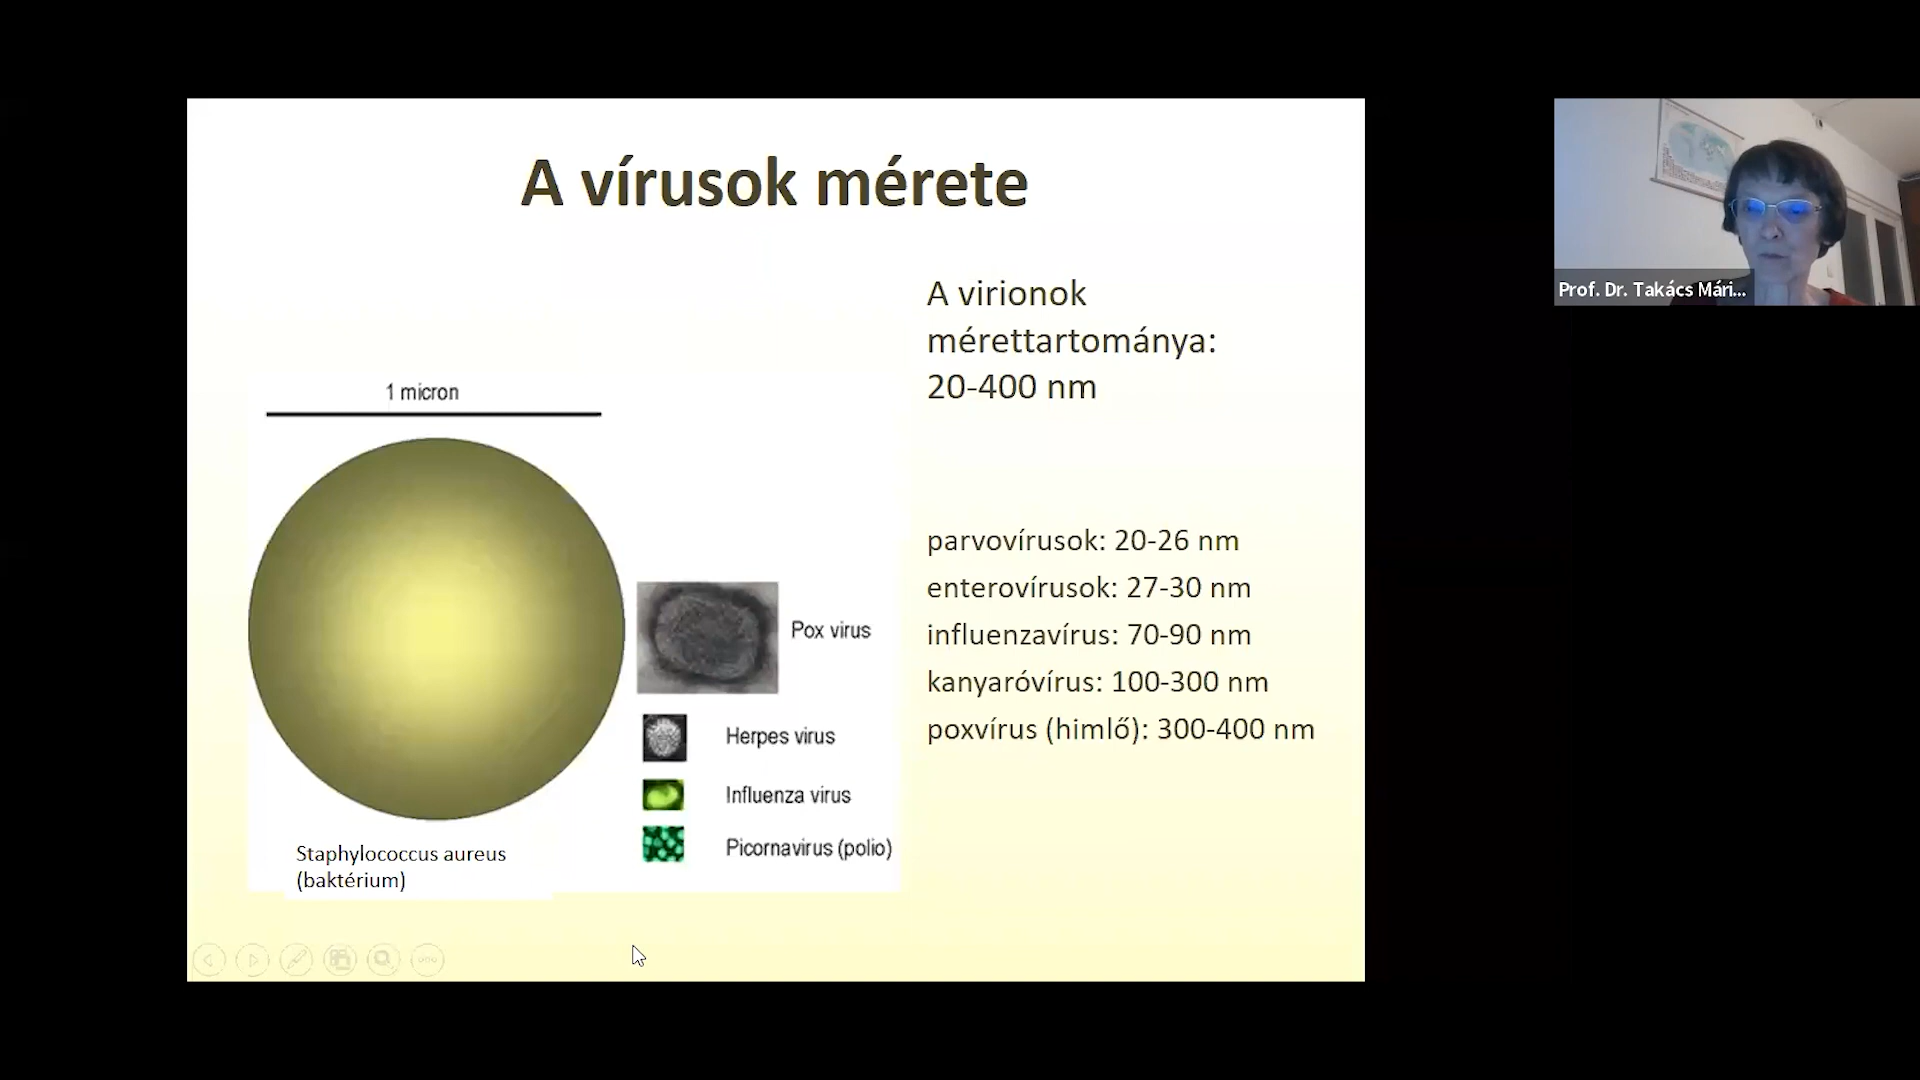 A vírusok mérete
A virionok
mérettartománya:
20-400 nm
1 micron
Pox virus
Herpes virus
Influenza virus
Picornavirus (polio)
Staphylococcus aureus
(baktérium)
parvovírusok: 20-26 nm
enterovírusok: 27-30 nm
influenzavírus: 70-90 nm
kanyaróvírus: 100-300 nm
poxvírus (himlő): 300-400 nm
Prof. Dr. Takács Mári...